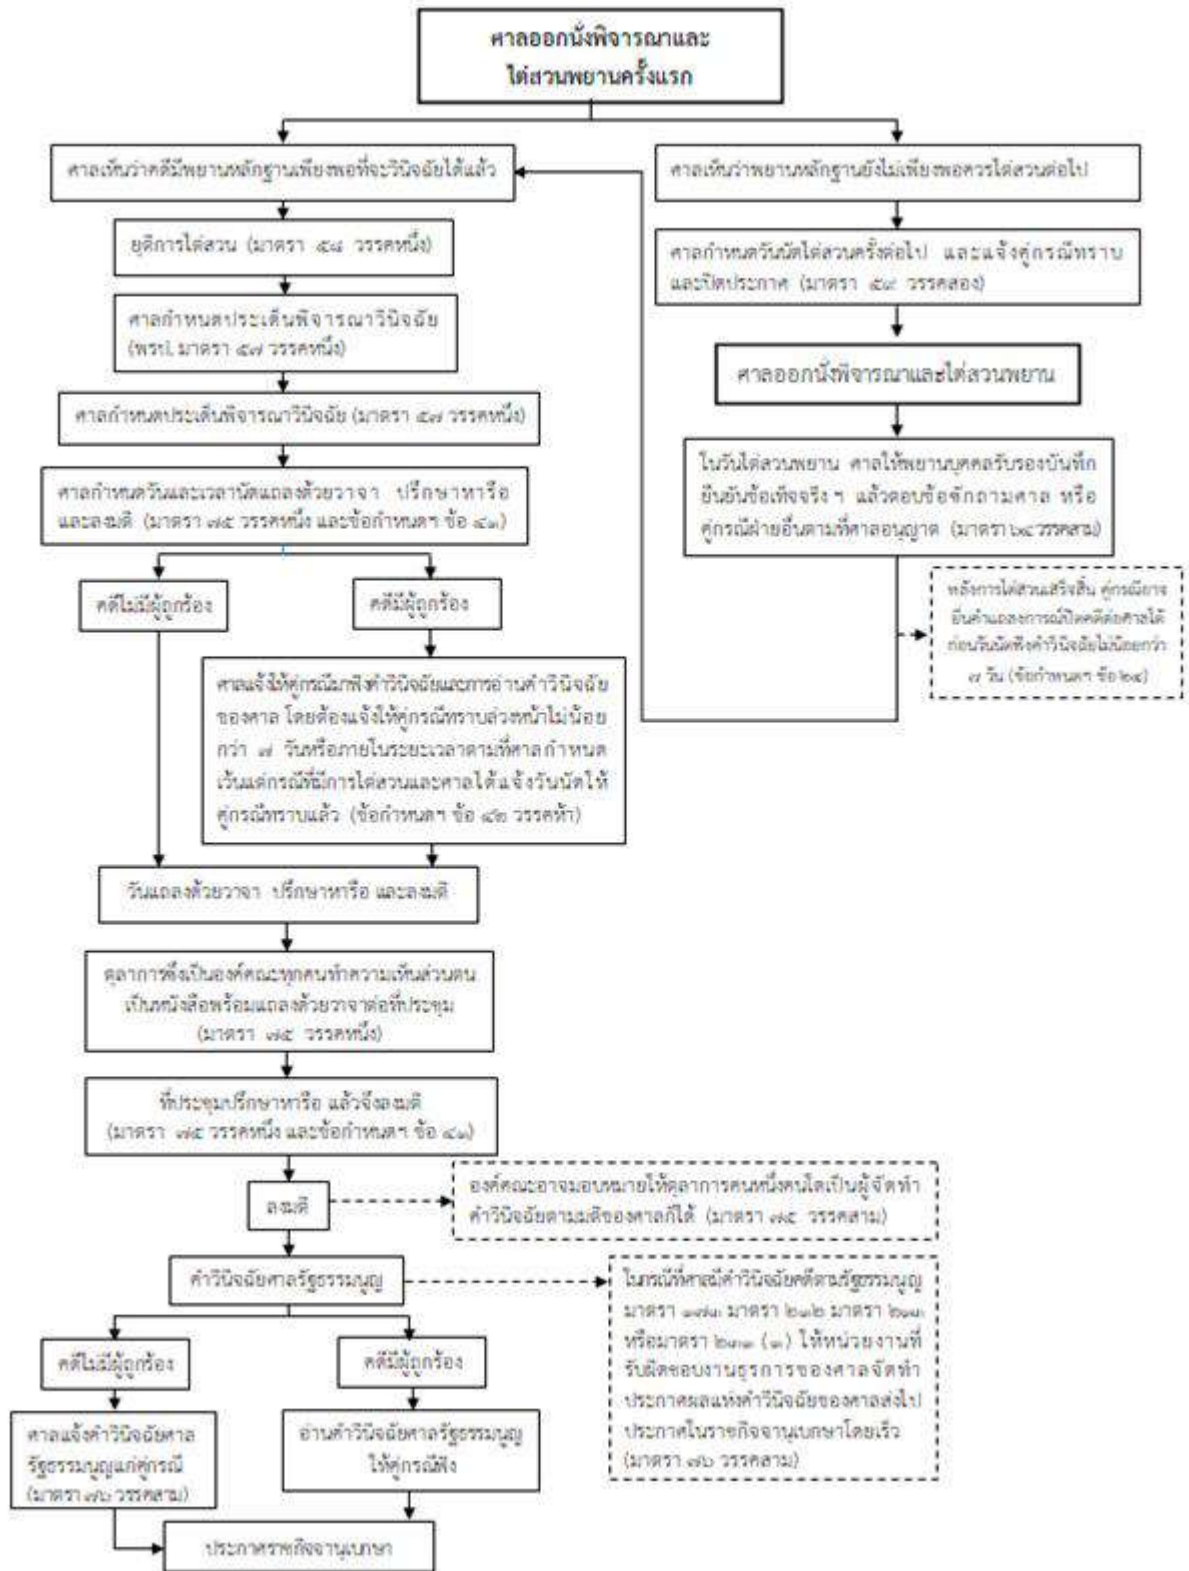 ศาลออกนั่งพิจารณาและ
ไต่สวนพยานครั้งแรก
ศาลเห็นว่าคดีมีพยานหลักฐานเพียงพอที่จะวินิจฉัยได้แล้ว
ศาลเห็นว่าพยานหลักฐานยังไม่เพียงพอควรไต่สวนต่อไป
ยุติการไต่สวน (มาตรา ๕๘ วรรคหนึ่ง)
ศาลกำหนดวันนัดไต่สวนครั้งต่อไป และแจ้งคู่กรณีทราบ
และปิดประกาศ (มาตรา ๕๙ วรรคสอง)
ศาลกำหนดประเด็นพิจารณาวินิจฉัย
(พรป. มาตรา ๕๗ วรรคหนึ่ง)
ศาลออกนั่งพิจารณาและไต่สวนพยาน
ศาลกำหนดประเด็นพิจารณาวินิจฉัย (มาตรา ๕๗ วรรคหนึ่ง)
ในวันไต่สวนพยาน ศาลให้พยานบุคคลรับรองบันทึก
ยืนยันข้อเท็จจริง ฯ แล้วตอบข้อซักถามศาล หรือ
คู่กรณีฝ่ายอื่นตามที่ศาลอนุญาต (มาตรา วรรคสาม)
ศาลกำหนดวันและเวลานัดแถลงด้วยวาจา ปรึกษาหารือ
และลงมติ (มาตรา ๗๕ วรรคหนึ่ง และข้อกำหนดฯ ข้อ)
คดีไม่มีผู้ถูกร้อง
คดีมีผู้ถูกร้อง
หลังการไต่สวนเสร็จสิ้น คู่กรณีอาจ
ยื่นคำแถลงการณ์ปิดคดีต่อศาลได้
ก่อนวันนัดฟังคำวินิจฉัยไม่น้อยกว่า
๗ วัน (ข้อกำหนดฯ ข้อ)
ศาลแจ้งให้คู่กรณีมาฟังคำวินิจฉัยและการอ่านคำวินิจฉัย
ของศาล โดยต้องแจ้งให้คู่กรณีทราบล่วงหน้าไม่น้อย
กว่า ๗ วันหรือภายในระยะเวลาตามที่ศาลกำหนด
เว้นแต่กรณีที่มีการไต่สวนและศาลได้แจ้งวันนัดให้
คู่กรณีทราบแล้ว (ข้อกำหนดฯ ข้อ ๔๒ วรรคห้า)
วันแถลงด้วยวาจา ปรึกษาหารือ และลงมติ
ตุลาการซึ่งเป็นองค์คณะทุกคนทำความเห็นส่วนตน
เป็นหนังสือพร้อมแถลงด้วยวาจาต่อที่ประชุม
(มาตรา ๗๕ วรรคหนึ่ง)
ที่ประชุมปรึกษาหารือ แล้วจึงลงมติ
(มาตรา ๗๕ วรรคหนึ่ง และข้อกำหนดฯ ข้อ)
ลงมติ
องค์คณะอาจมอบหมายให้ตุลาการคนหนึ่งคนใดเป็นผู้จัดทำ
คำวินิจฉัยตามมติของศาลก็ได้ (มาตรา ๗๕ วรรคสาม)
คำวินิจฉัยศาลรัฐธรรมนูญ
ในกรณีที่ศาลมีคำวินิจฉัยคดีตามรัฐธรรมนูญ
มาตรา มาตรา ๒๑๒ มาตรา ๒๑๓
หรือมาตรา ๒๓๑ (๑) ให้หน่วยงานที่
รับผิดชอบงานธุรการของศาลจัดทำ
ประกาศผลแห่งคำวินิจฉัยของศาลส่งไป
ประกาศในราชกิจจานุเบกษาโดยเร็ว
(มาตรา ๗๖ วรรคสาม)
คดีไม่มีผู้ถูกร้อง
คดีมีผู้ถูกร้อง
ศาลแจ้งคำวินิจฉัยศาล
รัฐธรรมนูญแก่คู่กรณี
(มาตรา ๗๖ วรรคสาม)
อ่านคำวินิจฉัยศาลรัฐธรรมนูญ
ให้คู่กรณีฟัง
ประกาศราชกิจจานุเบกษา